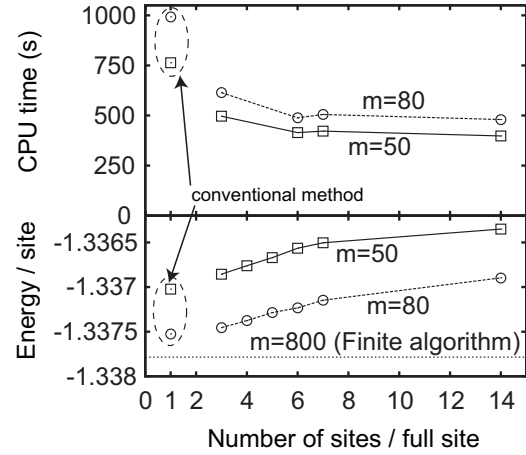 1000
750
500
250
0
CPU time (s)
m=80
m=50
conventional method
-1.3365
-1.337
-1.3375
-1.338
Energy / site
m=50
m=80
m=800 (Finite algorithm)
0 1 2 4 6 8 10 12 14
Number of sites / full site